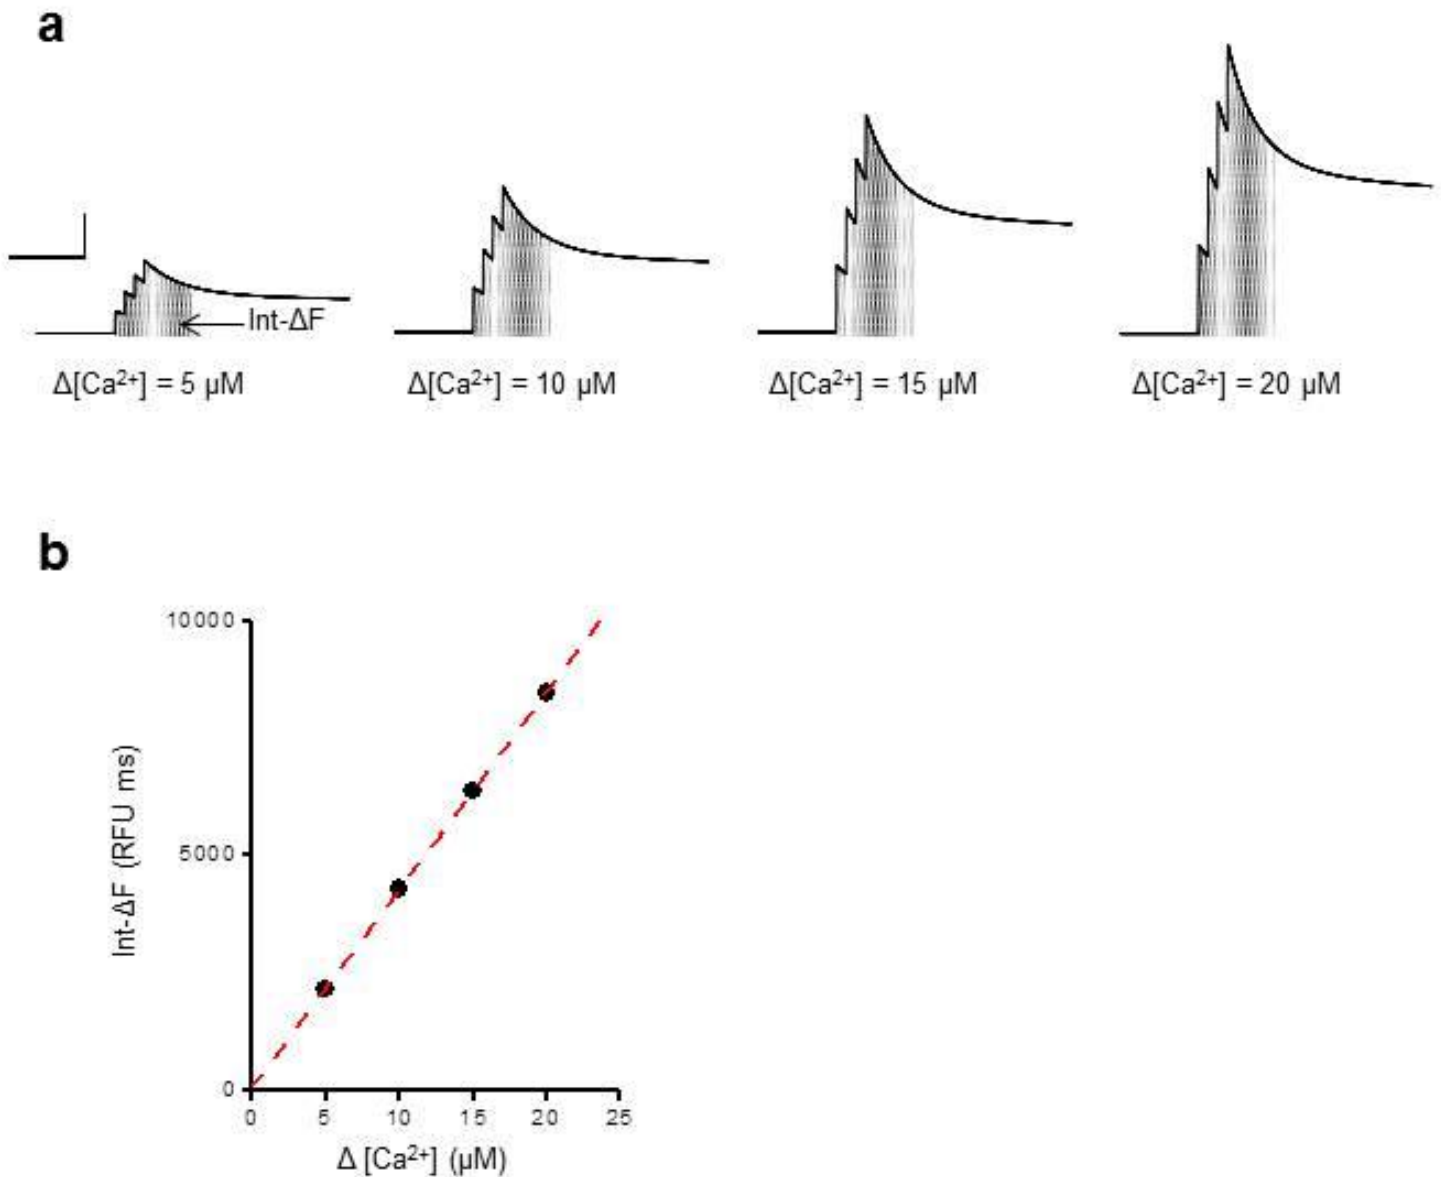 a
Int-ΔF
Δ[Ca²⁺] = 5 μM
Δ[Ca²⁺] = 10 μM
Δ[Ca²⁺] = 15 μM
Δ[Ca²⁺] = 20 μM
b
10000
5000
0
Int-ΔF (RFU ms)
0 5 10 15 20 25
Δ [Ca²⁺] (μM)